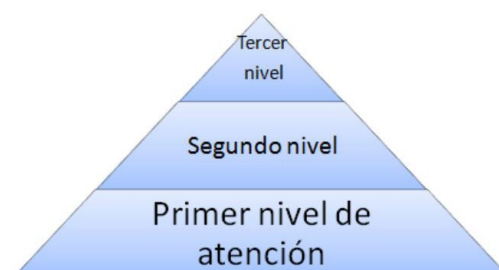 Tercer
nivel
Segundo nivel
Primer nivel de
atención